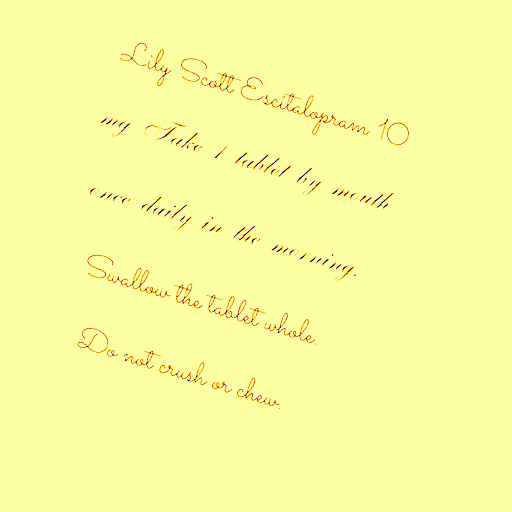 Lily Scott Escitalopram 10
mg Take 1 tablet by mouth
once daily in the morning.
Swallow the tablet whole.
Do not crush or chew.